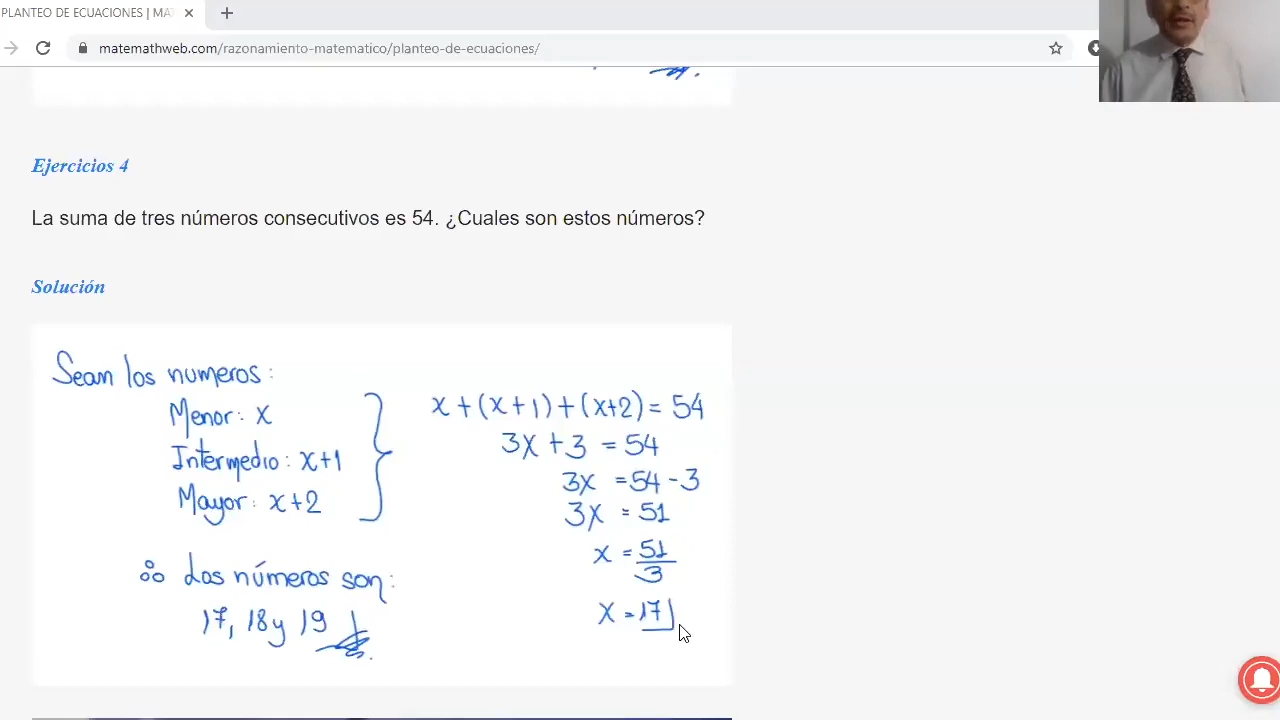 PLANTEO DE ECUACIONES | MA
matemathweb.com/razonamiento-matematico/planteo-de-ecuaciones/
Ejercicios 4
La suma de tres números consecutivos es 54. ¿Cuales son estos números?
Solución
Sean los numeros:
Menor: x
Intermedio: x+1
Mayor: x+2
x+(x+1)+(x+2)= 54
3x+3 = 54
3x = 54-3
3x = 51
x = 51/3
x = 17
∴ Los números son:
17, 18 y 19